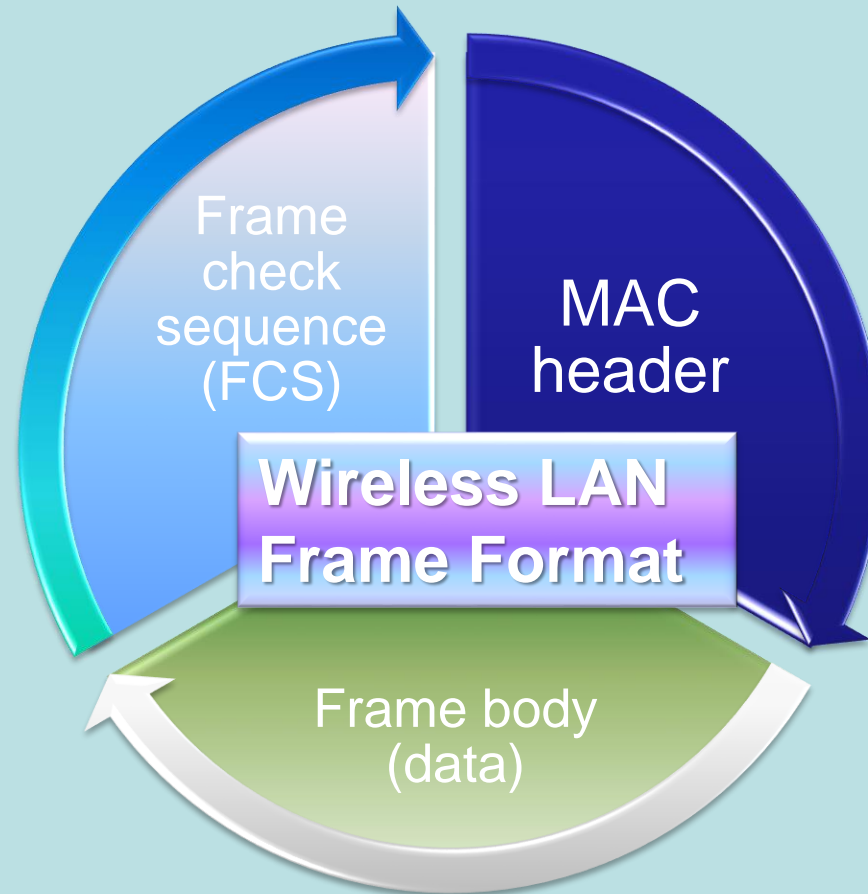 Frame
check
sequence
(FCS)
MAC
header
Wireless LAN
Frame Format
Frame body
(data)